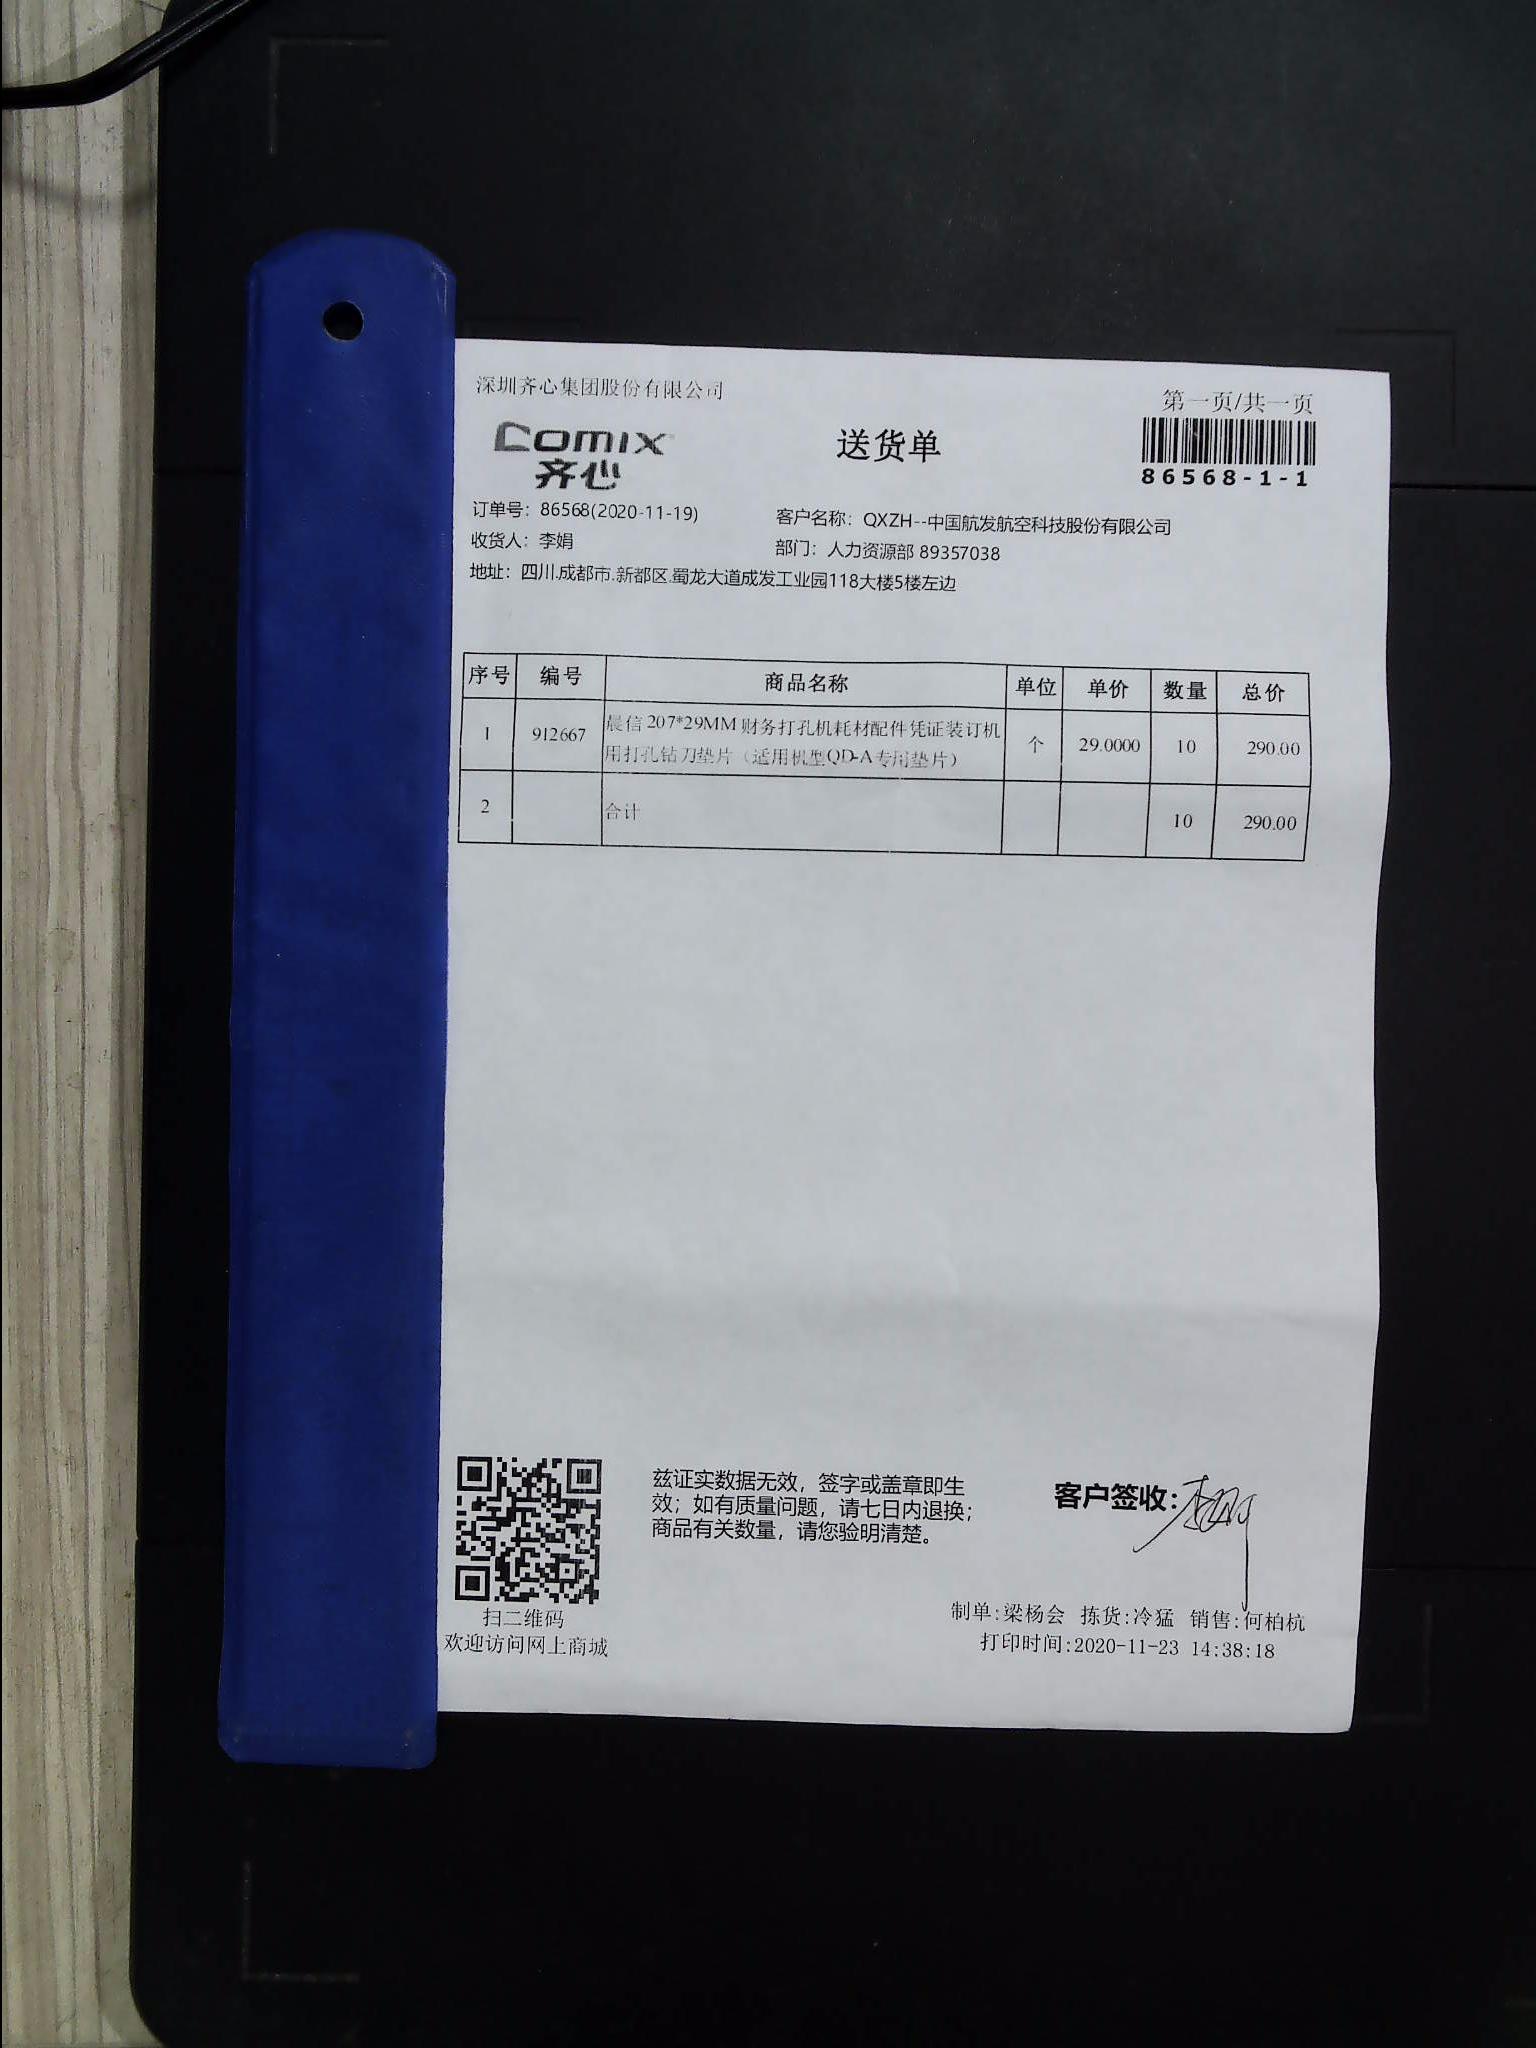 深圳齐心集团股份有限公司
第一页/共一页
comix
齐心
送货单
86568-1-1
订单号：86568(2020-11-19)
客户名称：QXZH--中国航发航空科技股份有限公司
收货人：李娟
部门：人力资源部 89357038
地址：四川.成都市.新都区.蜀龙大道成发工业园118大楼5楼左边
序号 编号 商品名称 单位 单价 数量 总价
1 912667 晨信207*29MM财务打孔机耗材配件凭证装订机 个 29.0000 10 290.00
用打孔钻刀垫片（适用机型QD-A专用垫片）
2 合计 10 290.00
兹证实数据无效，签字或盖章即生
效；如有质量问题，请七日内退换；
商品有关数量，请您验明清楚。
客户签收：
扫二维码
欢迎访问网上商城
制单:梁杨会 拣货:冷猛 销售:何柏杭
打印时间:2020-11-23 14:38:18